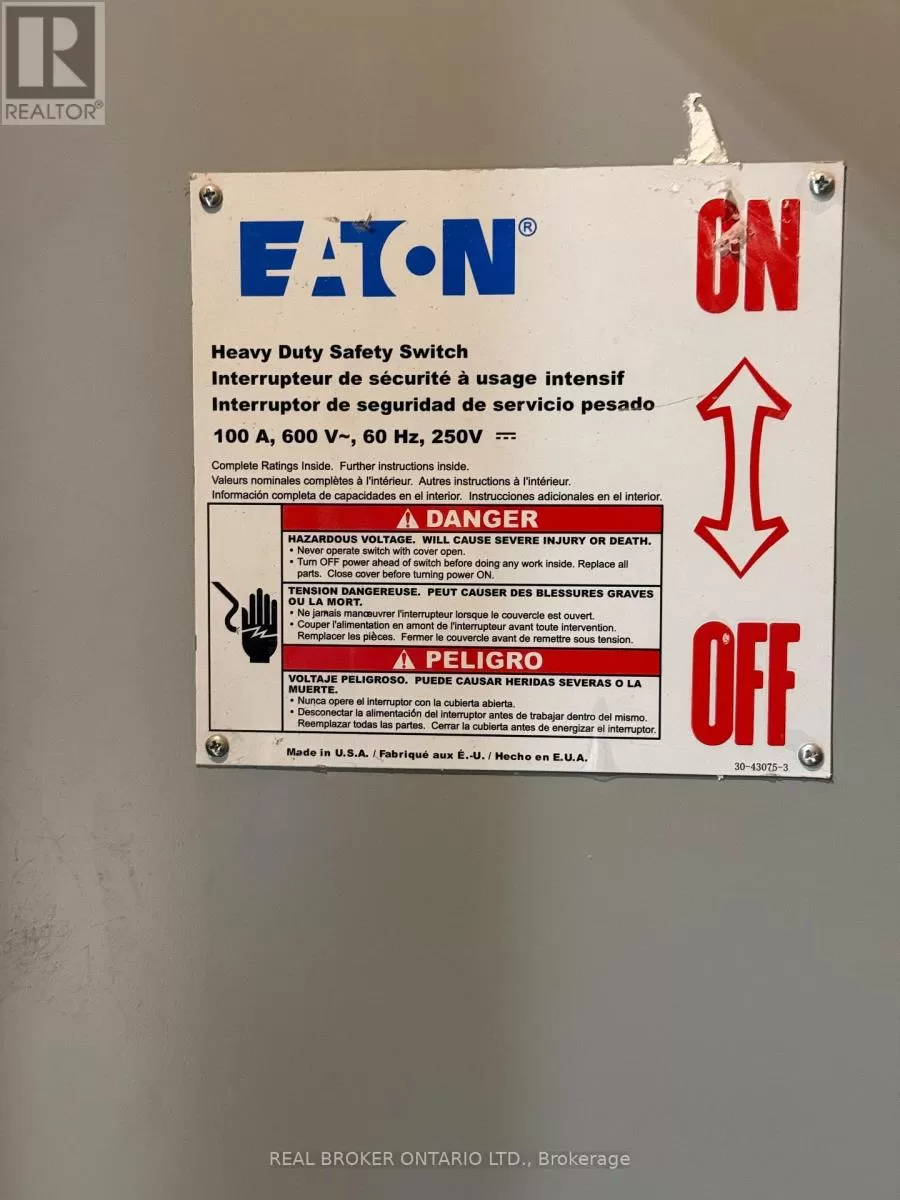 REALTOR®
EATON®
ON
Heavy Duty Safety Switch
Interrupteur de sécurité à usage intensif
Interruptor de seguridad de servicio pesado
100 A, 600 V~, 60 Hz, 250V ⎓
Complete Ratings Inside. Further instructions inside.
Valeurs nominales complètes à l'intérieur. Autres instructions à l'intérieur.
Información completa de capacidades en el interior. Instrucciones adicionales en el interior.
⚠ DANGER
HAZARDOUS VOLTAGE. WILL CAUSE SEVERE INJURY OR DEATH.
• Never operate switch with cover open.
• Turn OFF power ahead of switch before doing any work inside. Replace all
parts. Close cover before turning power ON.
TENSION DANGEREUSE. PEUT CAUSER DES BLESSURES GRAVES
OU LA MORT.
• Ne jamais manœuvrer l'interrupteur lorsque le couvercle est ouvert.
• Couper l'alimentation en amont de l'interrupteur avant toute intervention.
Remplacer les pièces. Fermer le couvercle avant de remettre sous tension.
⚠ PELIGRO
VOLTAJE PELIGROSO. PUEDE CAUSAR HERIDAS SEVERAS O LA
MUERTE.
• Nunca opere el interruptor con la cubierta abierta.
• Desconectar la alimentación del interruptor antes de trabajar dentro del mismo.
Reemplazar todas las partes. Cerrar la cubierta antes de energizar el interruptor.
OFF
Made in U.S.A. / Fabriqué aux É.-U. / Hecho en E.U.A.
30-43075-3
REAL BROKER ONTARIO LTD., Brokerage